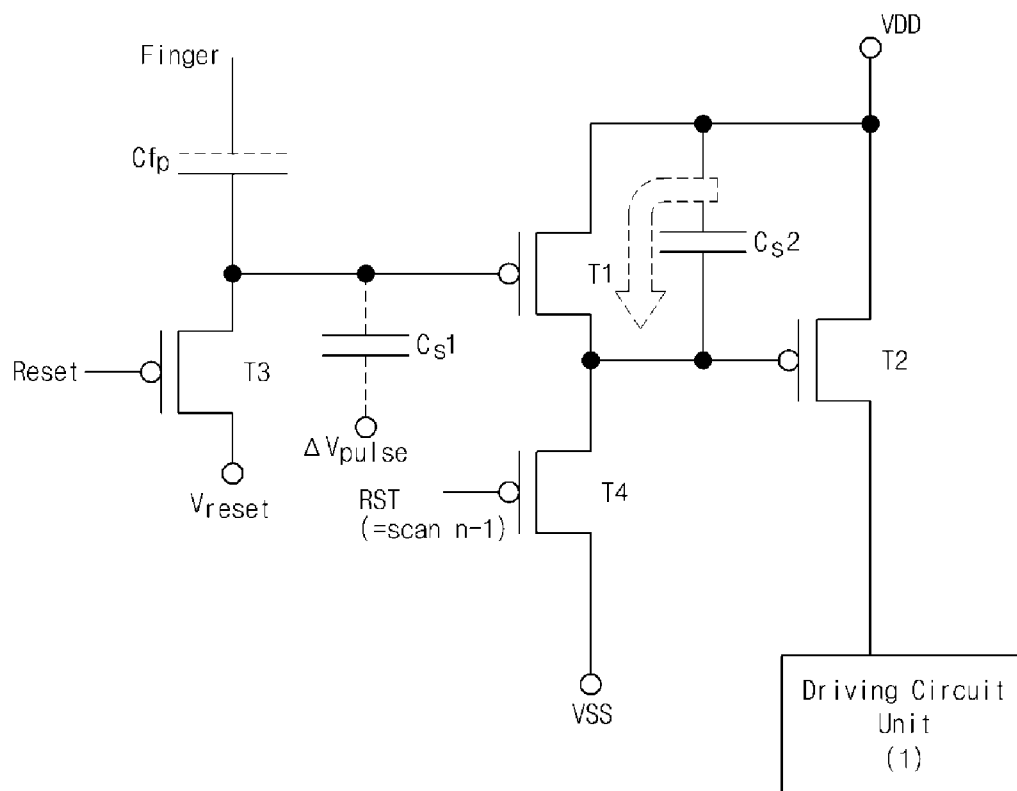 VDD
Finger
Cfp
Cs2
T1
Cs1
T2
Reset
T3
ΔVpulse
Vreset
RST
(=scan n-1)
T4
VSS
Driving Circuit
Unit
(1)